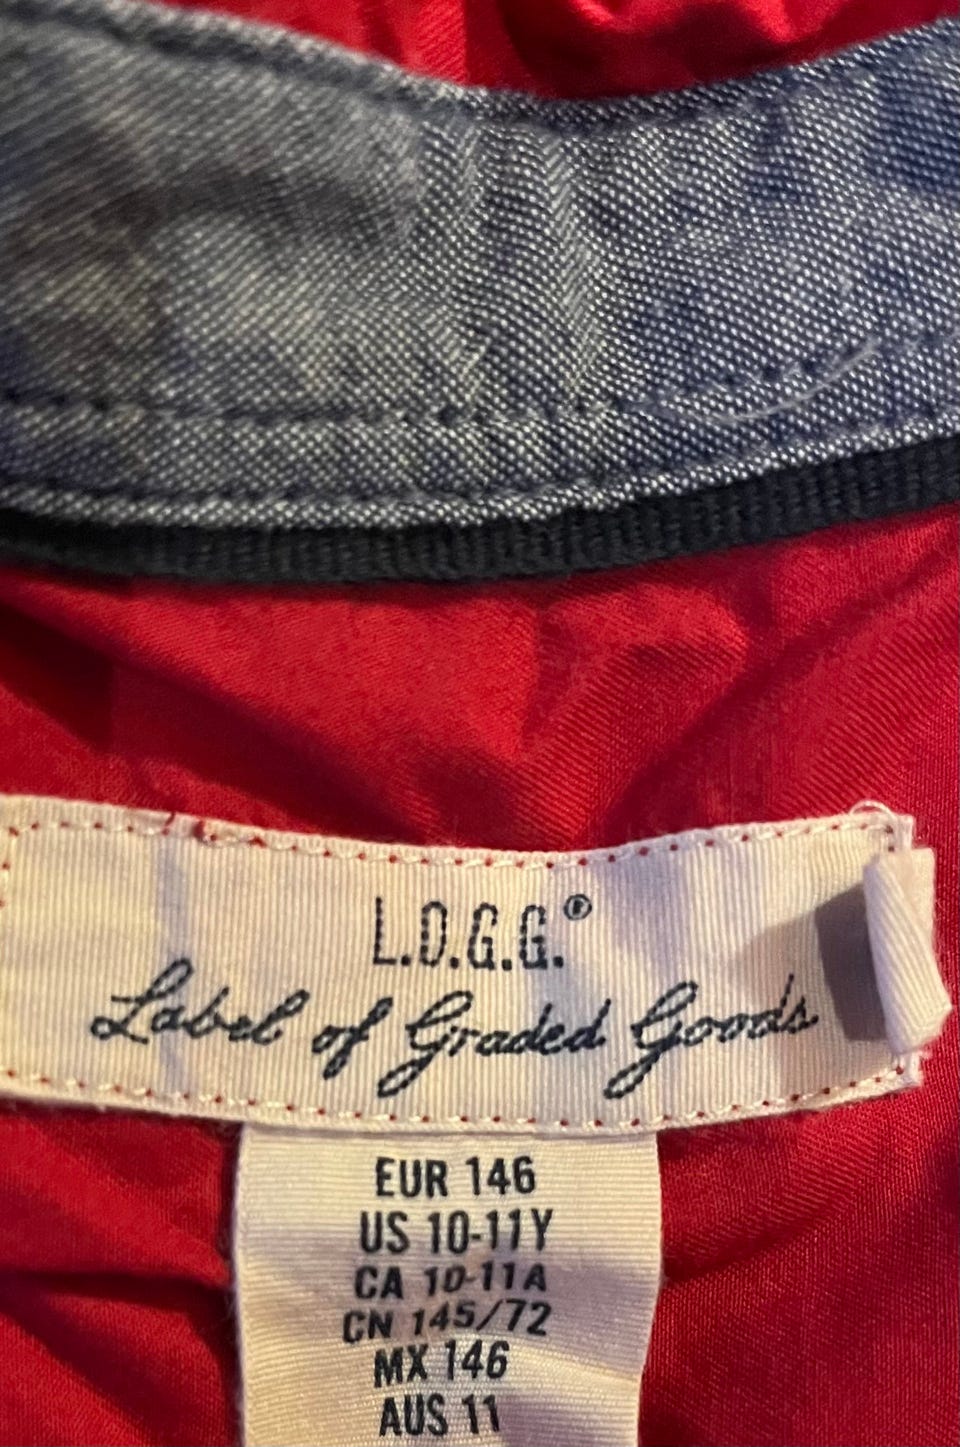 L.O.G.G.®
Label of Graded Goods
EUR 146
US 10-11Y
CA 10-11A
CN 145/72
MX 146
AUS 11